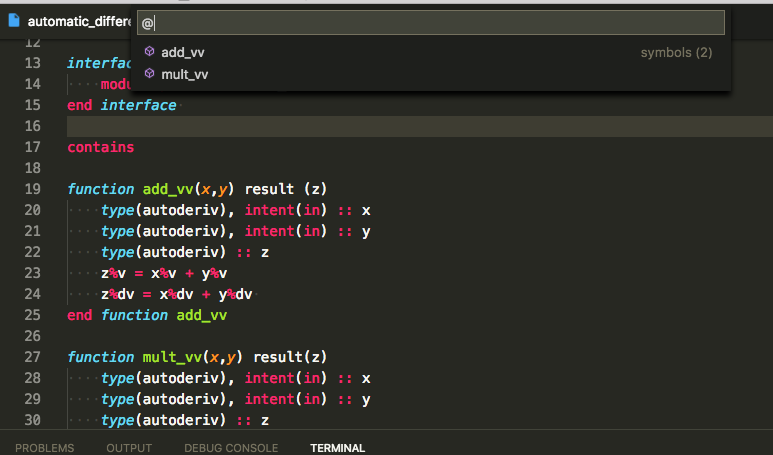 automatic_differe
@
add_vv symbols (2)
mult_vv
12
13 interfac
14 modu
15 end interface
16
17 contains
18
19 function add_vv(x,y) result (z)
20 type(autoderiv), intent(in) :: x
21 type(autoderiv), intent(in) :: y
22 type(autoderiv) :: z
23 z%v = x%v + y%v
24 z%dv = x%dv + y%dv
25 end function add_vv
26
27 function mult_vv(x,y) result(z)
28 type(autoderiv), intent(in) :: x
29 type(autoderiv), intent(in) :: y
30 type(autoderiv) :: z
PROBLEMS OUTPUT DEBUG CONSOLE TERMINAL